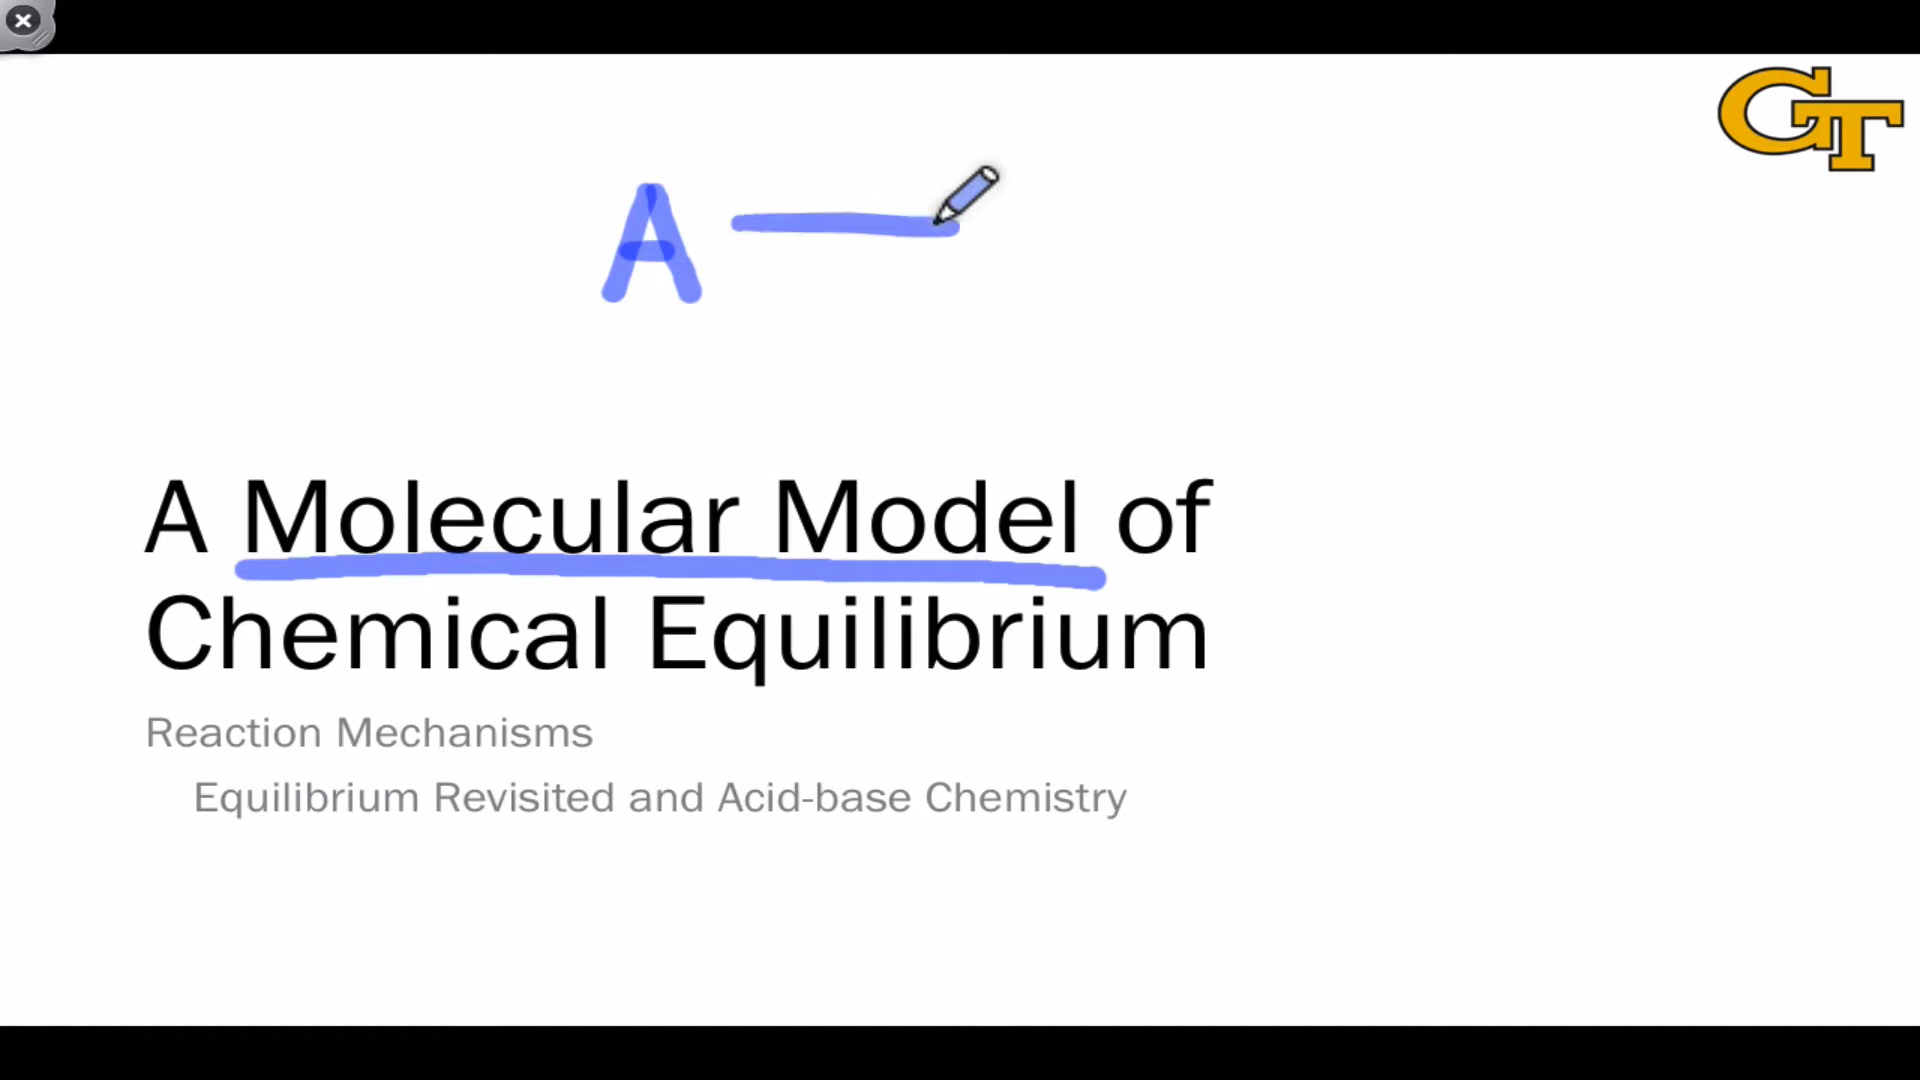 GT
A
A Molecular Model of
Chemical Equilibrium
Reaction Mechanisms
Equilibrium Revisited and Acid-base Chemistry